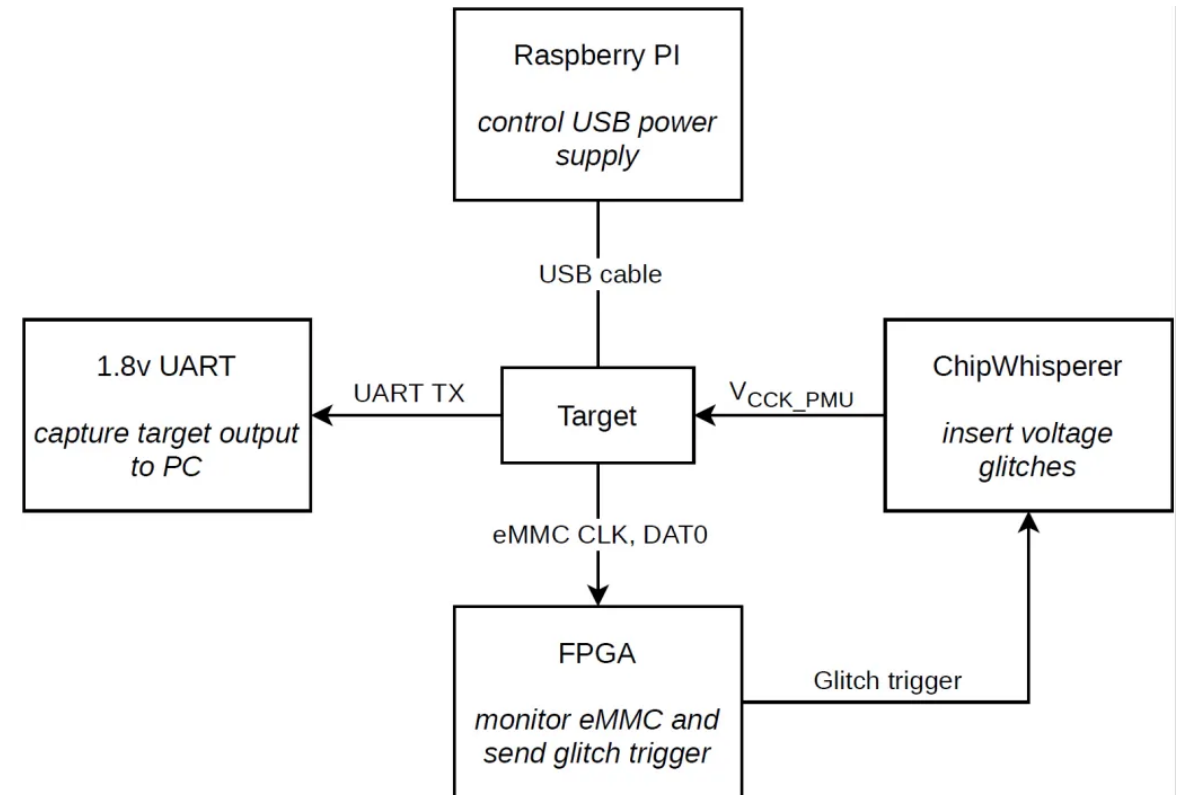 Raspberry PI
control USB power
supply
USB cable
1.8v UART
capture target output
to PC
UART TX
Target
VCCK_PMU
ChipWhisperer
insert voltage
glitches
eMMC CLK, DAT0
FPGA
monitor eMMC and
send glitch trigger
Glitch trigger